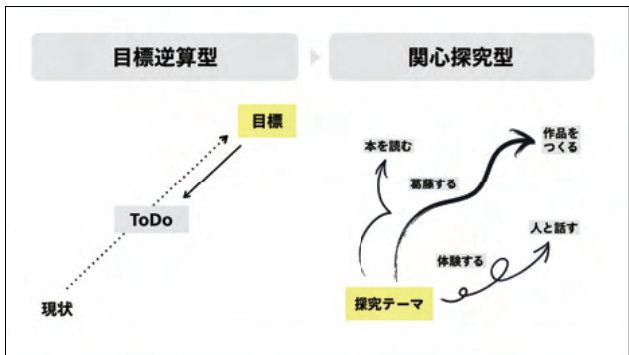 目標逆算型
関心探究型
目標
ToDo
現状
本を読む
葛藤する
作品を
つくる
人と話す
体験する
探究テーマ